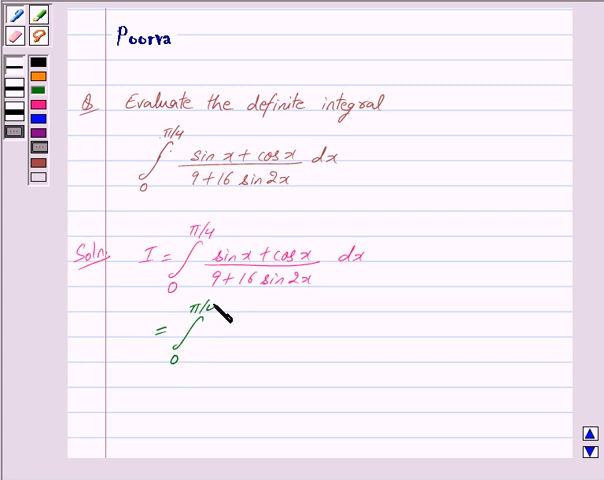 Poorva
Q Evaluate the definite integral
∫₀^π/4 (sin x + cos x)/(9 + 16 sin 2x) dx
Soln. I = ∫₀^π/4 (sin x + cos x)/(9 + 16 sin 2x) dx
= ∫₀^π/4